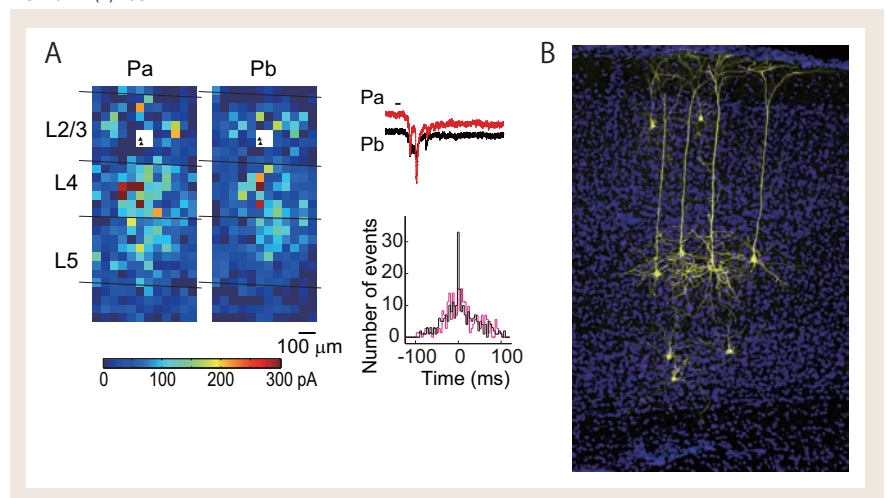 A
B
Pa
Pb
L2/3
L4
L5
100 μm
0
100
200
300 pA
Pa
Pb
Number of events
30
20
10
0
-100
0
100
Time (ms)